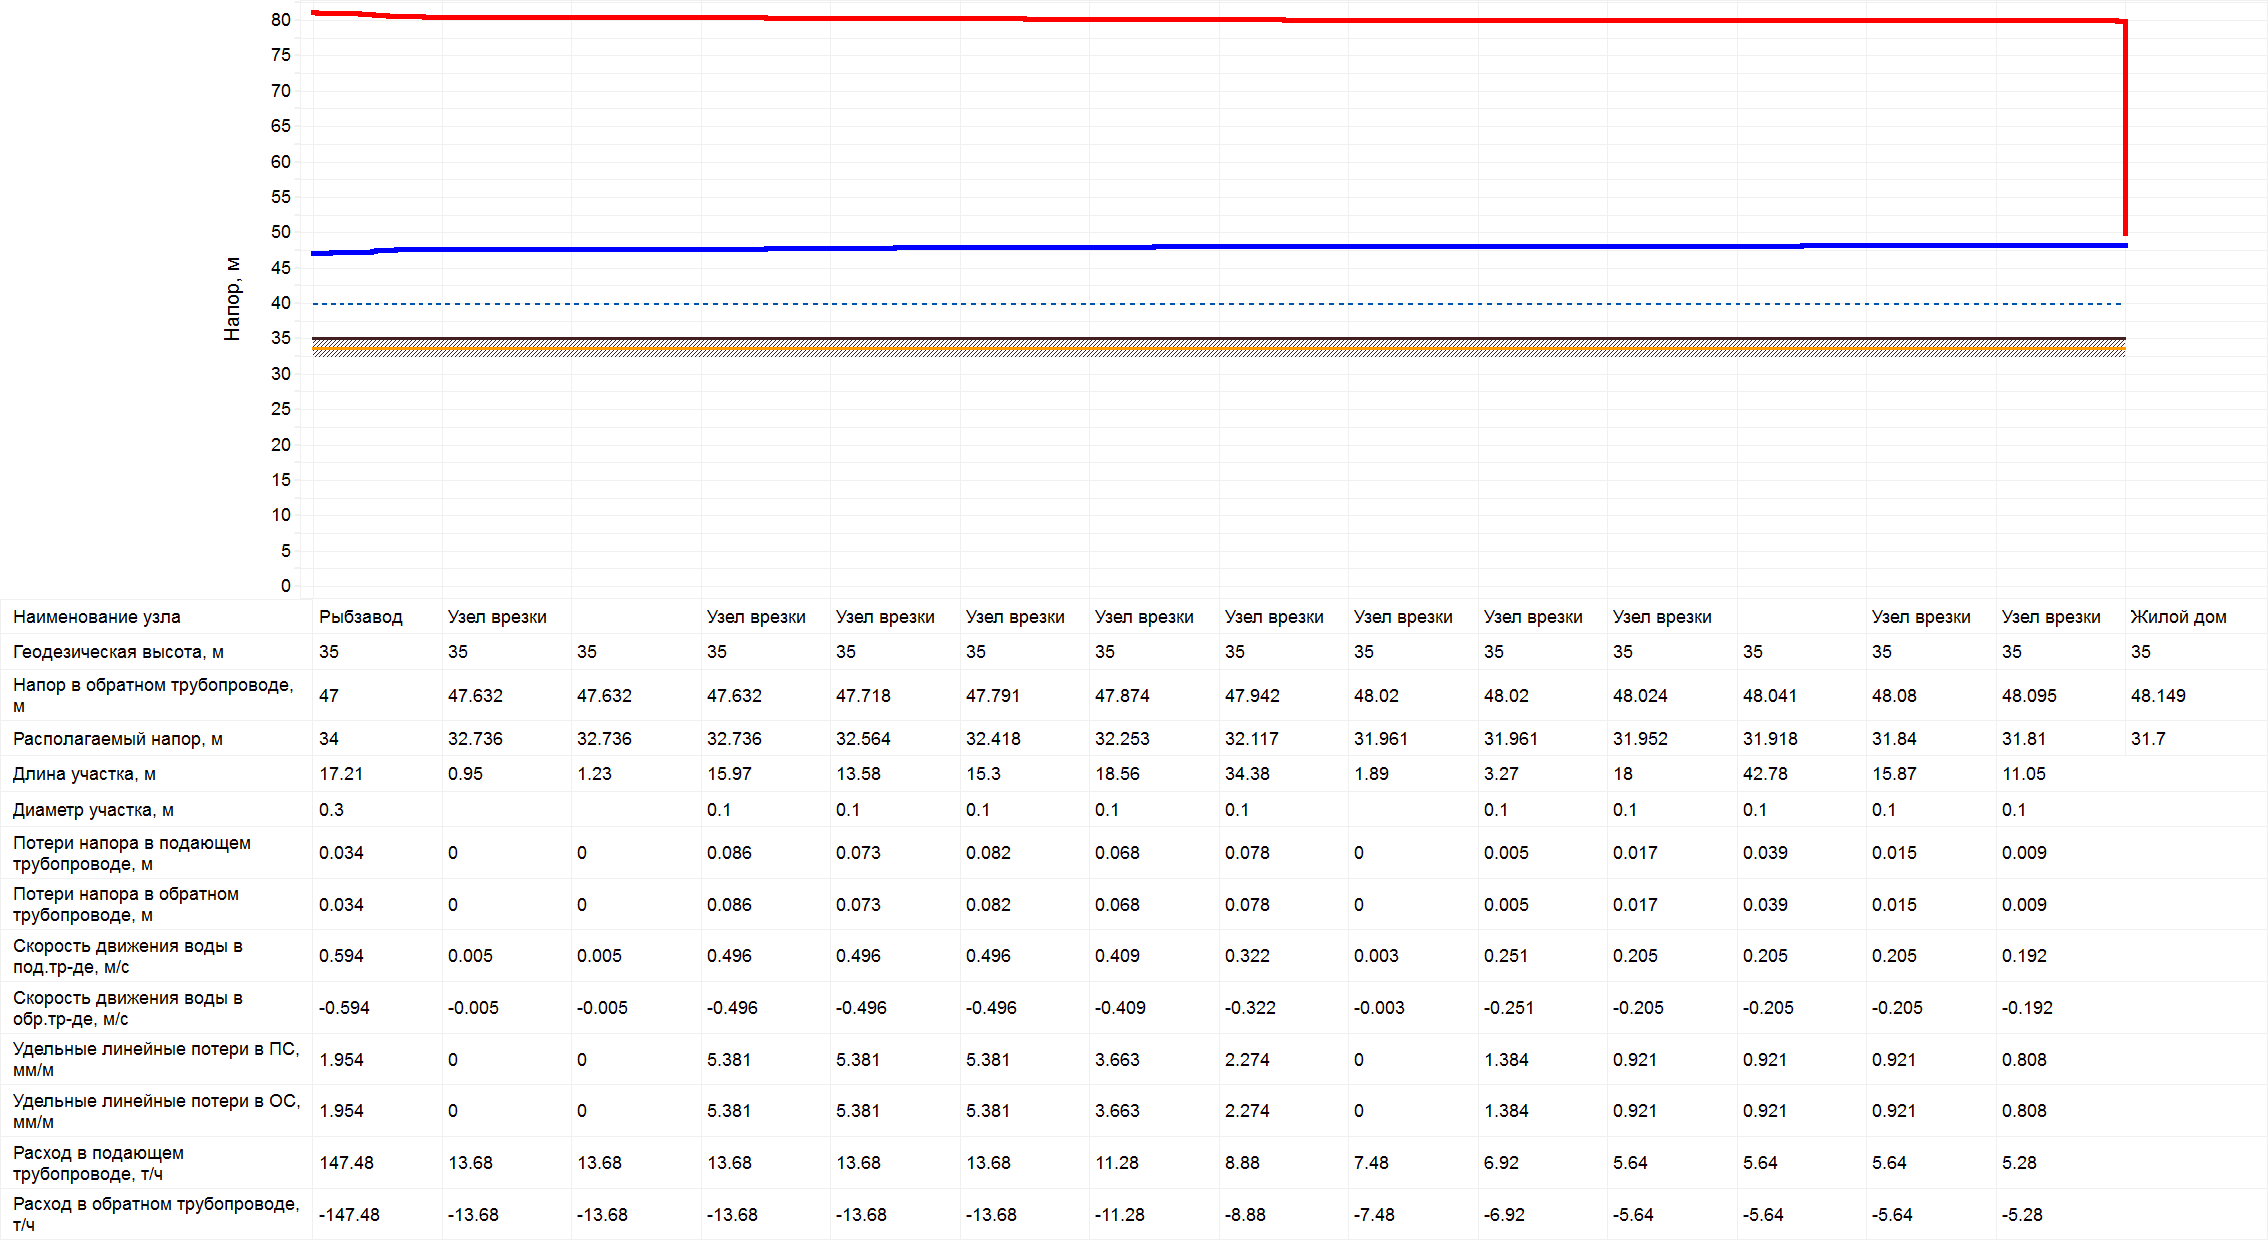 80
75
70
65
60
55
50
45
40
35
30
25
20
15
10
5
0
Напор, м
Наименование узла Рыбзавод Узел врезки Узел врезки Узел врезки Узел врезки Узел врезки Узел врезки Узел врезки Узел врезки Узел врезки Узел врезки Узел врезки Жилой дом
Геодезическая высота, м 35 35 35 35 35 35 35 35 35 35 35 35 35 35 35
Напор в обратном трубопроводе,
м 47 47.632 47.632 47.632 47.718 47.791 47.874 47.942 48.02 48.02 48.024 48.041 48.08 48.095 48.149
Располагаемый напор, м 34 32.736 32.736 32.736 32.564 32.418 32.253 32.117 31.961 31.961 31.952 31.918 31.84 31.81 31.7
Длина участка, м 17.21 0.95 1.23 15.97 13.58 15.3 18.56 34.38 1.89 3.27 18 42.78 15.87 11.05
Диаметр участка, м 0.3 0.1 0.1 0.1 0.1 0.1 0.1 0.1 0.1 0.1 0.1
Потери напора в подающем
трубопроводе, м 0.034 0 0 0.086 0.073 0.082 0.068 0.078 0 0.005 0.017 0.039 0.015 0.009
Потери напора в обратном
трубопроводе, м 0.034 0 0 0.086 0.073 0.082 0.068 0.078 0 0.005 0.017 0.039 0.015 0.009
Скорость движения воды в
под.тр-де, м/с 0.594 0.005 0.005 0.496 0.496 0.496 0.409 0.322 0.003 0.251 0.205 0.205 0.205 0.192
Скорость движения воды в
обр.тр-де, м/с -0.594 -0.005 -0.005 -0.496 -0.496 -0.496 -0.409 -0.322 -0.003 -0.251 -0.205 -0.205 -0.205 -0.192
Удельные линейные потери в ПС,
мм/м 1.954 0 0 5.381 5.381 5.381 3.663 2.274 0 1.384 0.921 0.921 0.921 0.808
Удельные линейные потери в ОС,
мм/м 1.954 0 0 5.381 5.381 5.381 3.663 2.274 0 1.384 0.921 0.921 0.921 0.808
Расход в подающем
трубопроводе, т/ч 147.48 13.68 13.68 13.68 13.68 13.68 11.28 8.88 7.48 6.92 5.64 5.64 5.64 5.28
Расход в обратном трубопроводе,
т/ч -147.48 -13.68 -13.68 -13.68 -13.68 -13.68 -11.28 -8.88 -7.48 -6.92 -5.64 -5.64 -5.64 -5.28